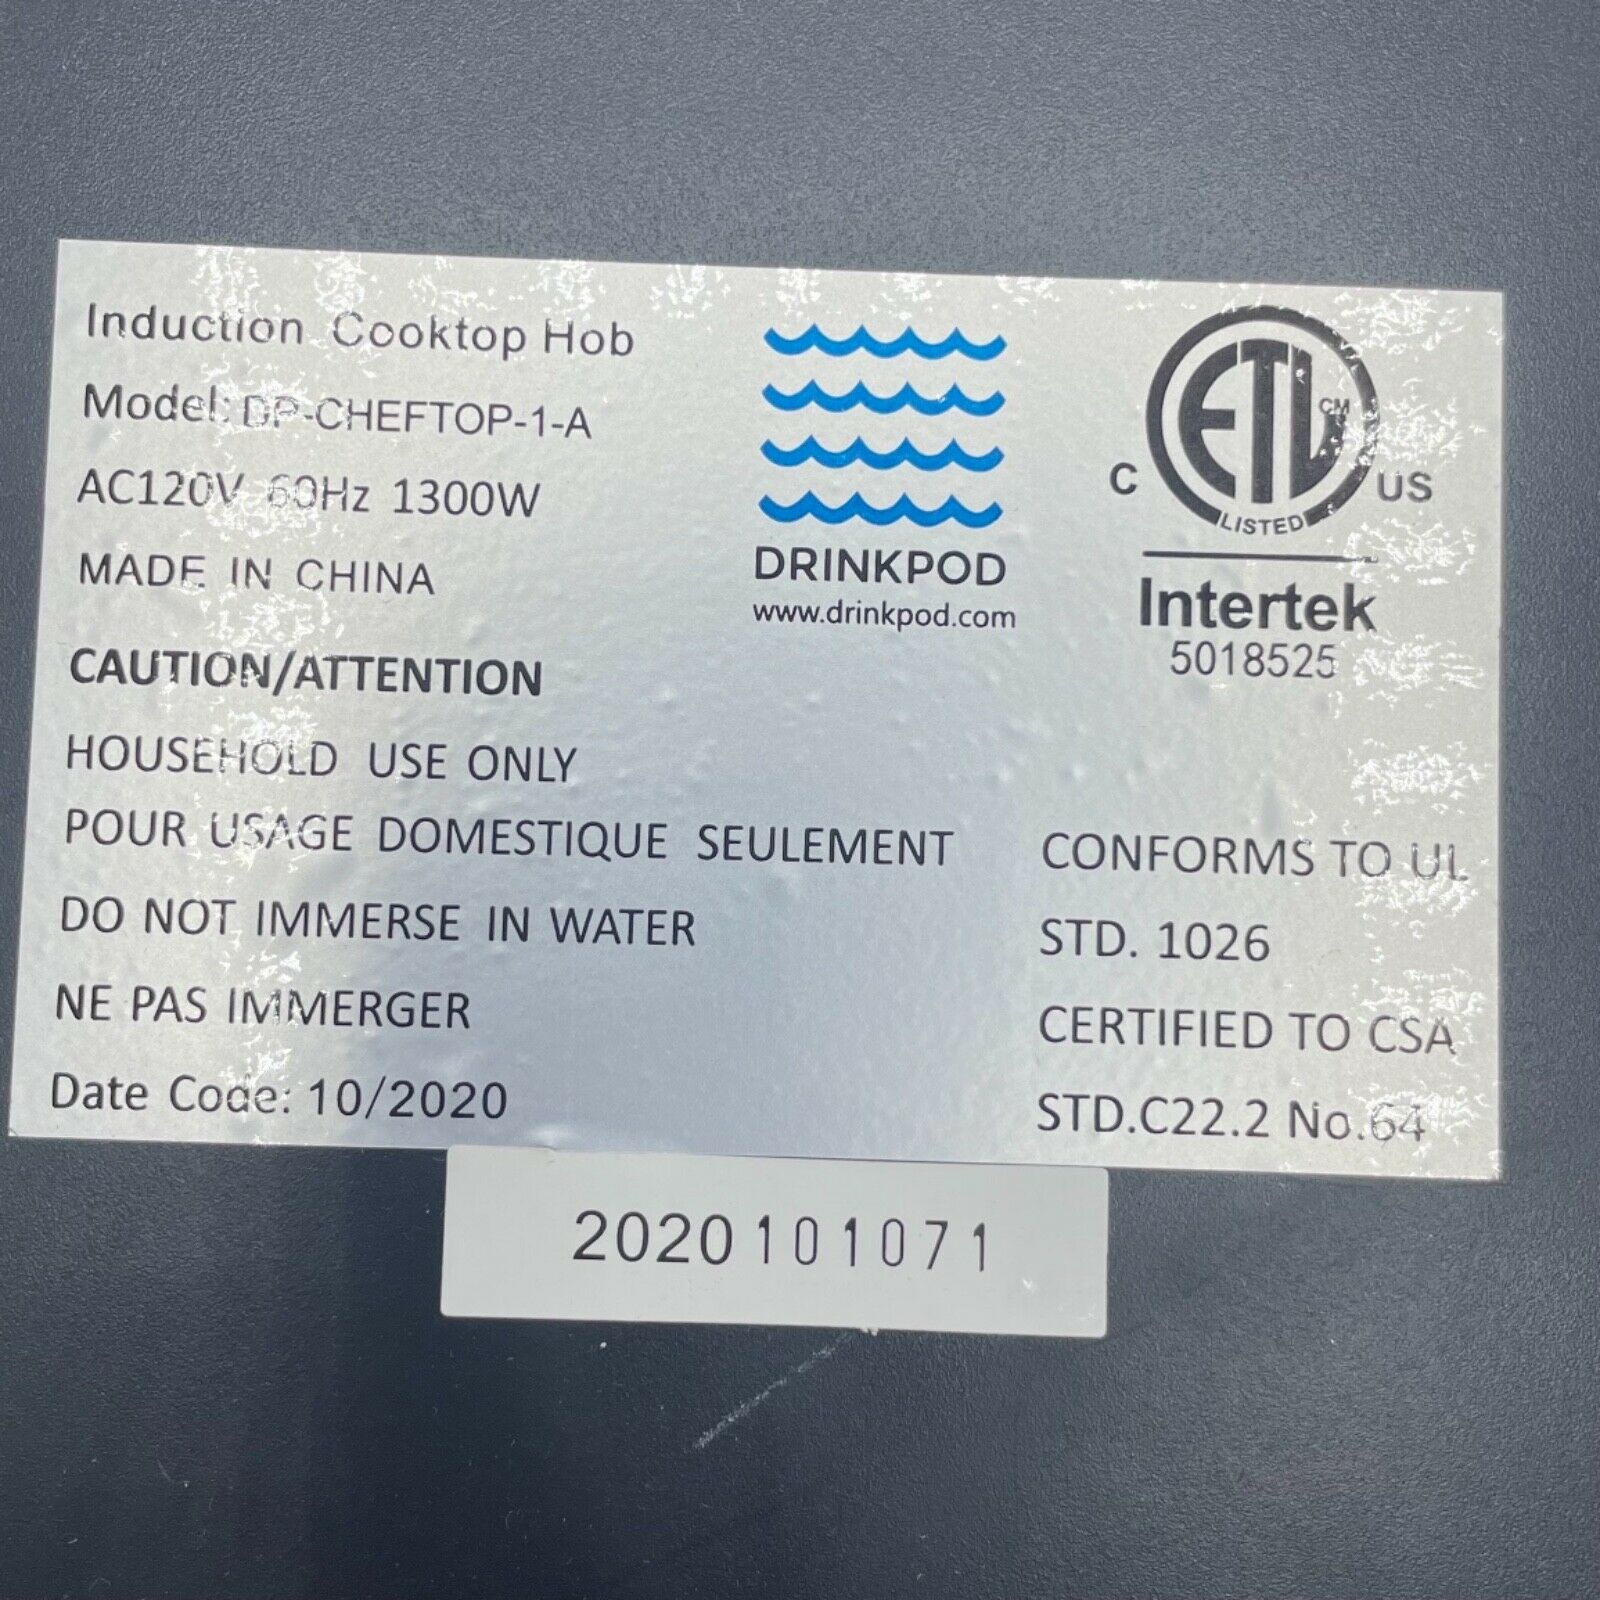 Induction Cooktop Hob
Model: DP-CHEFTOP-1-A
AC120V 60Hz 1300W
MADE IN CHINA
CAUTION/ATTENTION
HOUSEHOLD USE ONLY
POUR USAGE DOMESTIQUE SEULEMENT
DO NOT IMMERSE IN WATER
NE PAS IMMERGER
Date Code: 10/2020
DRINKPOD
www.drinkpod.com
ETL CM
C US
LISTED
Intertek
5018525
CONFORMS TO UL
STD. 1026
CERTIFIED TO CSA
STD.C22.2 No.64
2020101071